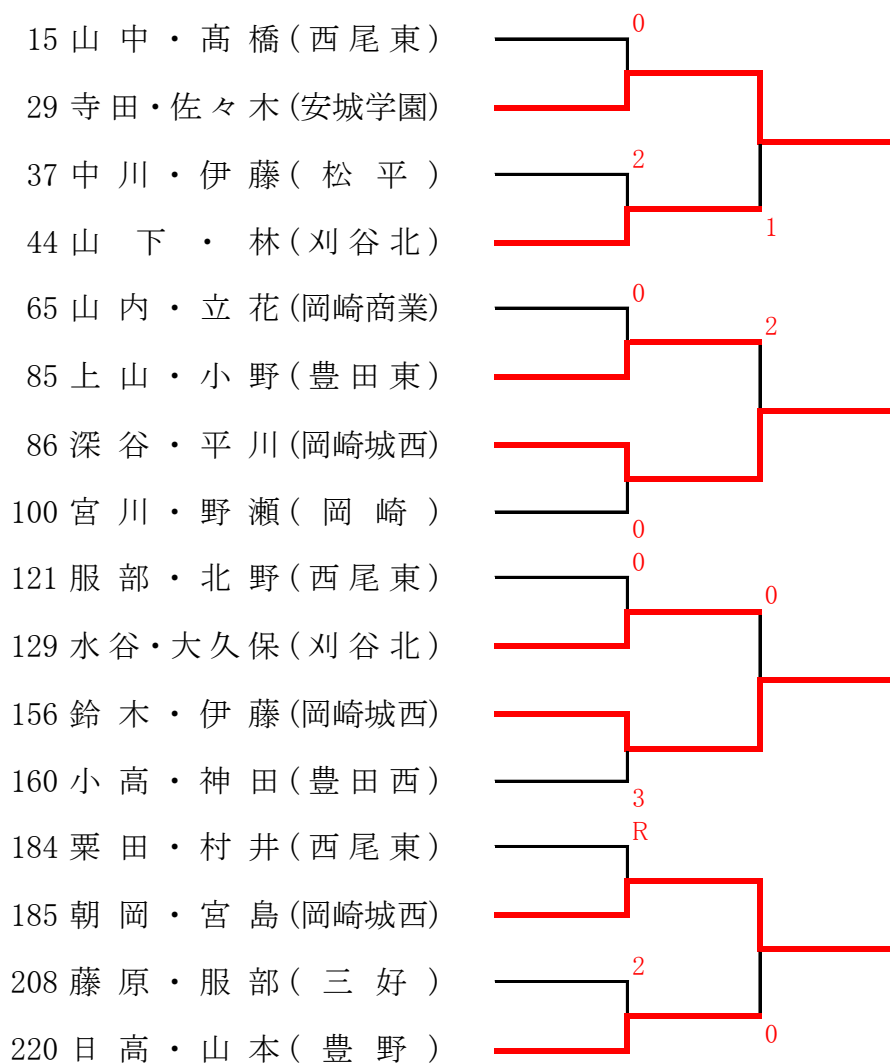 15 山中・髙橋(西尾東) 0
29 寺田・佐々木(安城学園)
37 中川・伊藤(松平) 2
44 山下・林(刈谷北) 1
65 山内・立花(岡崎商業) 0
2
85 上山・小野(豊田東)
86 深谷・平川(岡崎城西)
100 宮川・野瀬(岡崎) 0
121 服部・北野(西尾東) 0
0
129 水谷・大久保(刈谷北)
156 鈴木・伊藤(岡崎城西)
160 小高・神田(豊田西) 3
184 粟田・村井(西尾東) R
185 朝岡・宮島(岡崎城西)
208 藤原・服部(三好) 2
0
220 日高・山本(豊野)